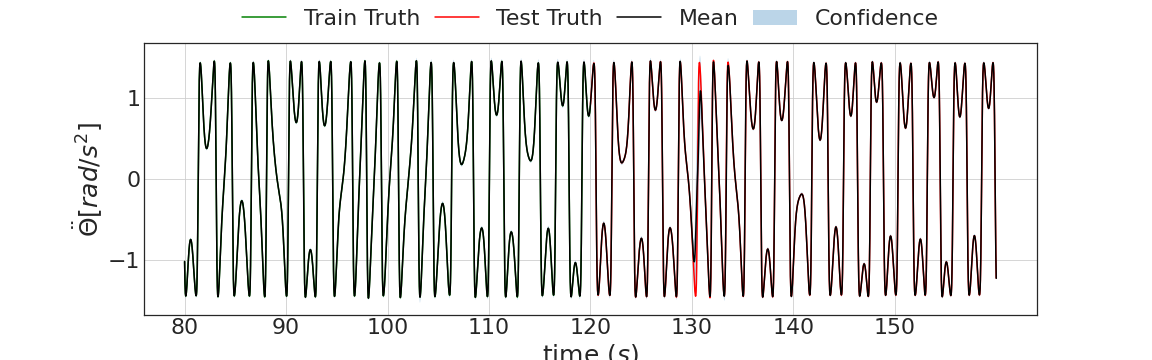 Train Truth Test Truth Mean Confidence
1
0
−1
Θ̈[rad/s²]
80 90 100 110 120 130 140 150
time (s)